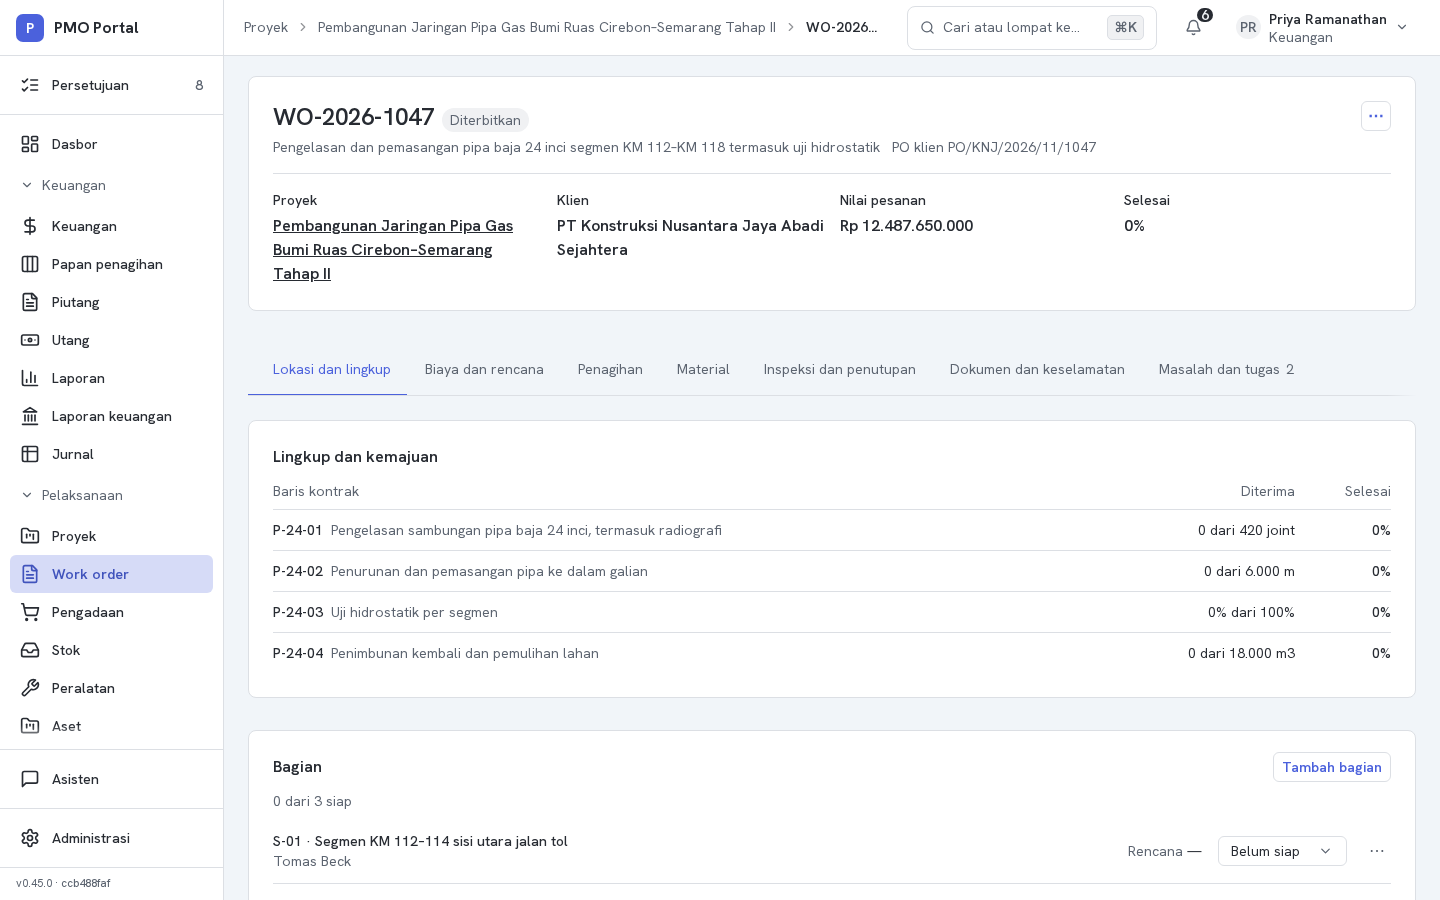 P PMO Portal
Proyek > Pembangunan Jaringan Pipa Gas Bumi Ruas Cirebon–Semarang Tahap II > WO-2026...
Cari atau lompat ke... ⌘K
6
PR Priya Ramanathan
Keuangan
Persetujuan 8
Dasbor
Keuangan
Keuangan
Papan penagihan
Piutang
Utang
Laporan
Laporan keuangan
Jurnal
Pelaksanaan
Proyek
Work order
Pengadaan
Stok
Peralatan
Aset
Asisten
Administrasi
v0.45.0 · ccb488faf
WO-2026-1047 Diterbitkan
Pengelasan dan pemasangan pipa baja 24 inci segmen KM 112–KM 118 termasuk uji hidrostatik PO klien PO/KNJ/2026/11/1047
Proyek
Pembangunan Jaringan Pipa Gas
Bumi Ruas Cirebon–Semarang
Tahap II
Klien
PT Konstruksi Nusantara Jaya Abadi
Sejahtera
Nilai pesanan
Rp 12.487.650.000
Selesai
0%
Lokasi dan lingkup
Biaya dan rencana
Penagihan
Material
Inspeksi dan penutupan
Dokumen dan keselamatan
Masalah dan tugas 2
Lingkup dan kemajuan
Baris kontrak Diterima Selesai
P-24-01 Pengelasan sambungan pipa baja 24 inci, termasuk radiografi 0 dari 420 joint 0%
P-24-02 Penurunan dan pemasangan pipa ke dalam galian 0 dari 6.000 m 0%
P-24-03 Uji hidrostatik per segmen 0% dari 100% 0%
P-24-04 Penimbunan kembali dan pemulihan lahan 0 dari 18.000 m3 0%
Bagian Tambah bagian
0 dari 3 siap
S-01 · Segmen KM 112–114 sisi utara jalan tol
Tomas Beck
Rencana — Belum siap